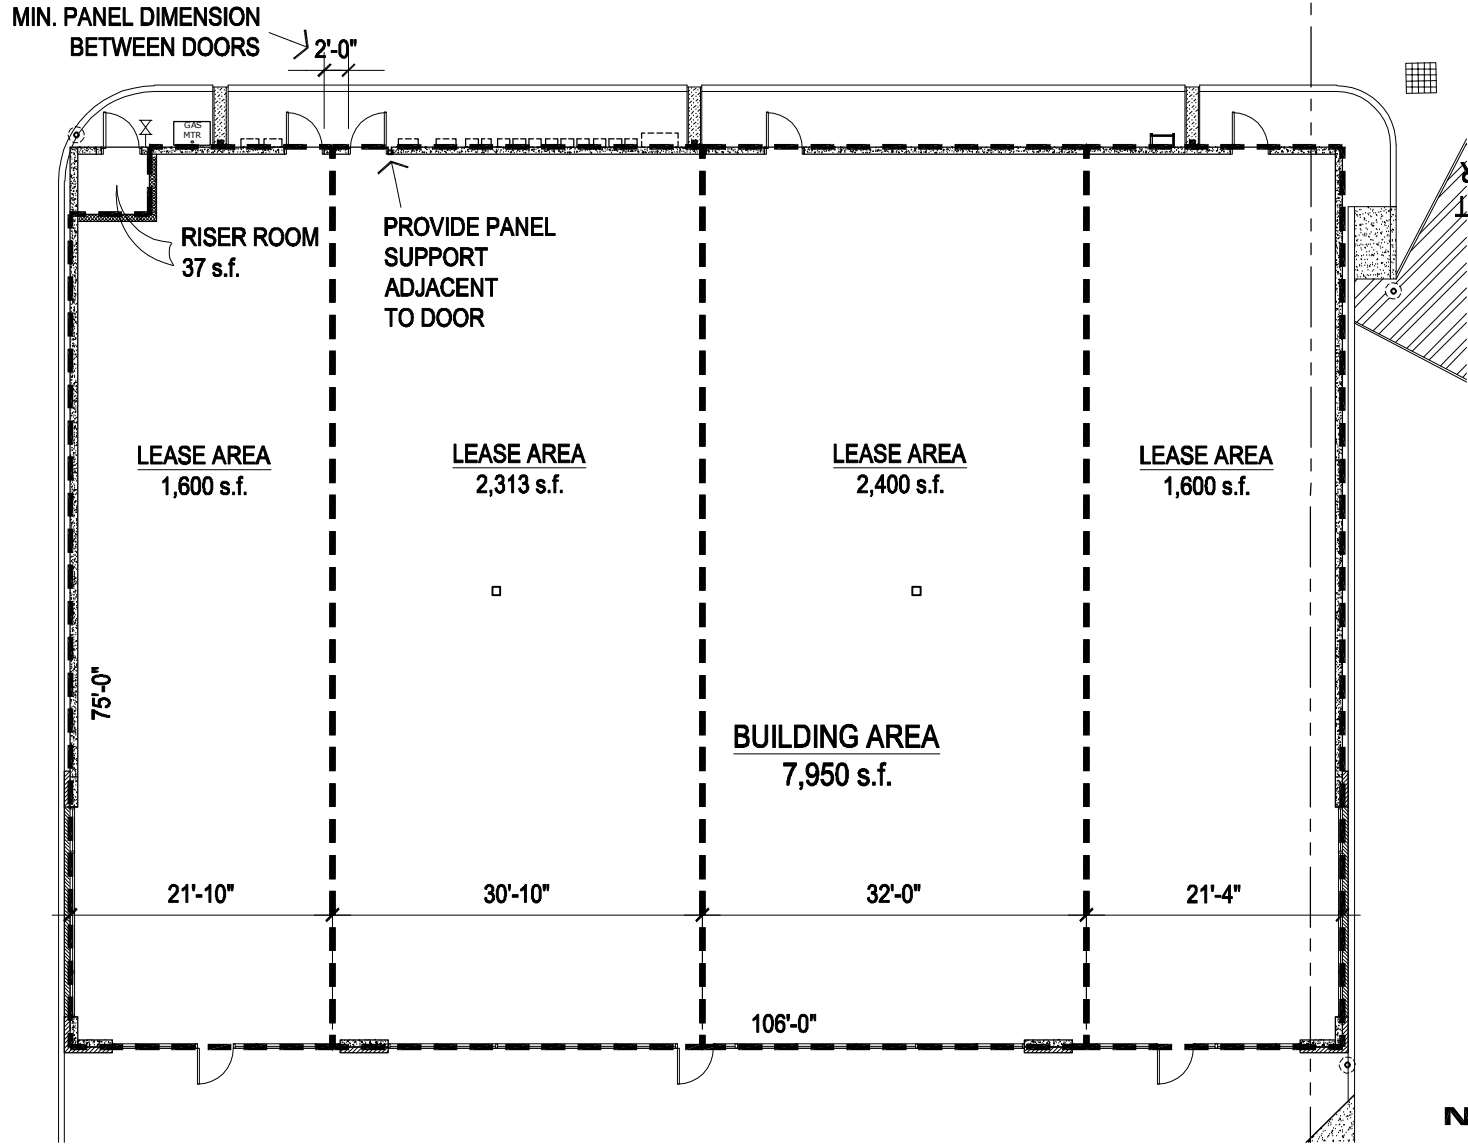 MIN. PANEL DIMENSION
BETWEEN DOORS
2'-0"
GAS
MTR
RISER ROOM
37 s.f.
PROVIDE PANEL
SUPPORT
ADJACENT
TO DOOR
LEASE AREA
1,600 s.f.
LEASE AREA
2,313 s.f.
LEASE AREA
2,400 s.f.
LEASE AREA
1,600 s.f.
75'-0"
BUILDING AREA
7,950 s.f.
21'-10"
30'-10"
32'-0"
21'-4"
106'-0"
N